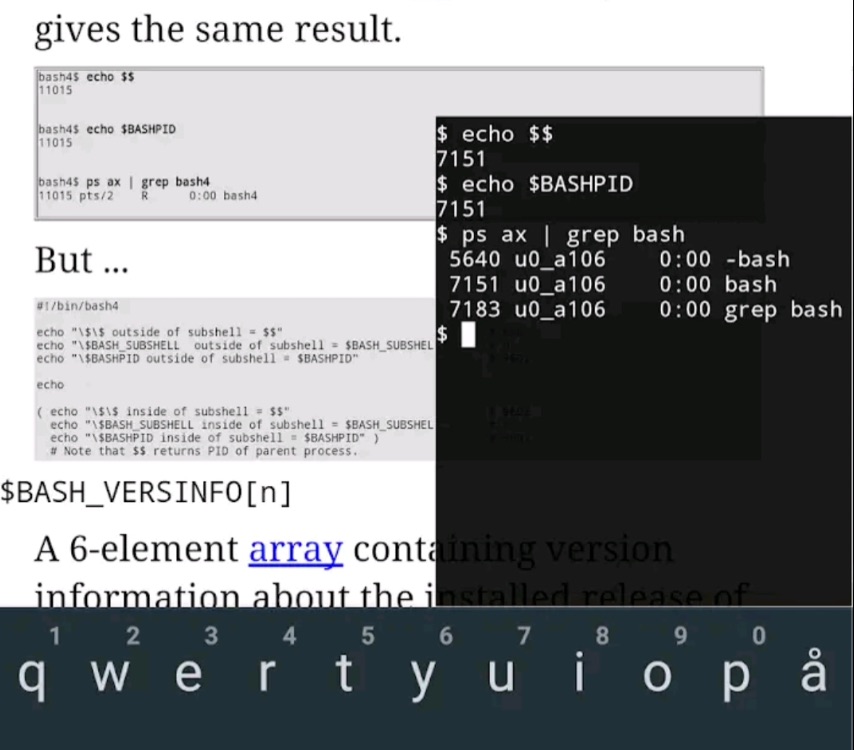 gives the same result.
bash4$ echo $$
11015
bash4$ echo $BASHPID
11015
bash4$ ps ax | grep bash4
11015 pts/2    R      0:00 bash4
But ...
#!/bin/bash4
echo "\$\$ outside of subshell = $$"
echo "\$BASH_SUBSHELL  outside of subshell = $BASH_SUBSHEL
echo "\$BASHPID outside of subshell = $BASHPID"
echo
( echo "\$\$ inside of subshell = $$"
  echo "\$BASH_SUBSHELL inside of subshell = $BASH_SUBSHEL
  echo "\$BASHPID inside of subshell = $BASHPID" )
  # Note that $$ returns PID of parent process.
$BASH_VERSINFO[n]
A 6-element array containing version
information about the installed release of
$ echo $$
7151
$ echo $BASHPID
7151
$ ps ax | grep bash
 5640 u0_a106    0:00 -bash
 7151 u0_a106    0:00 bash
 7183 u0_a106    0:00 grep bash
$
1 2 3 4 5 6 7 8 9 0
q w e r t y u i o p å